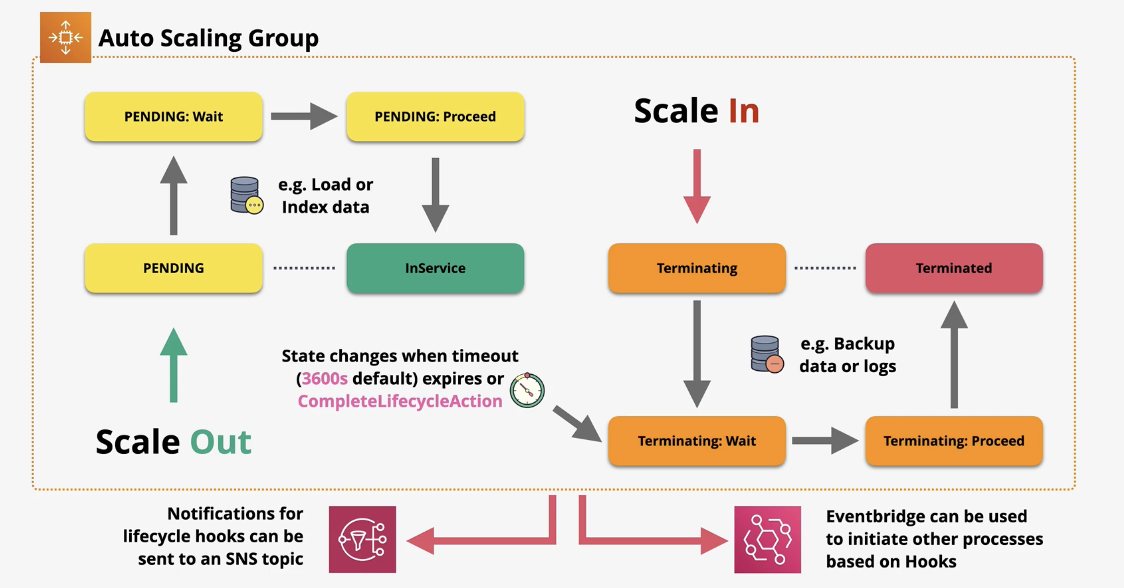 Auto Scaling Group
PENDING: Wait
PENDING: Proceed
Scale In
e.g. Load or
Index data
PENDING
InService
Terminating
Terminated
State changes when timeout
(3600s default) expires or
CompleteLifecycleAction
e.g. Backup
data or logs
Scale Out
Terminating: Wait
Terminating: Proceed
Notifications for
lifecycle hooks can be
sent to an SNS topic
Eventbridge can be used
to initiate other processes
based on Hooks